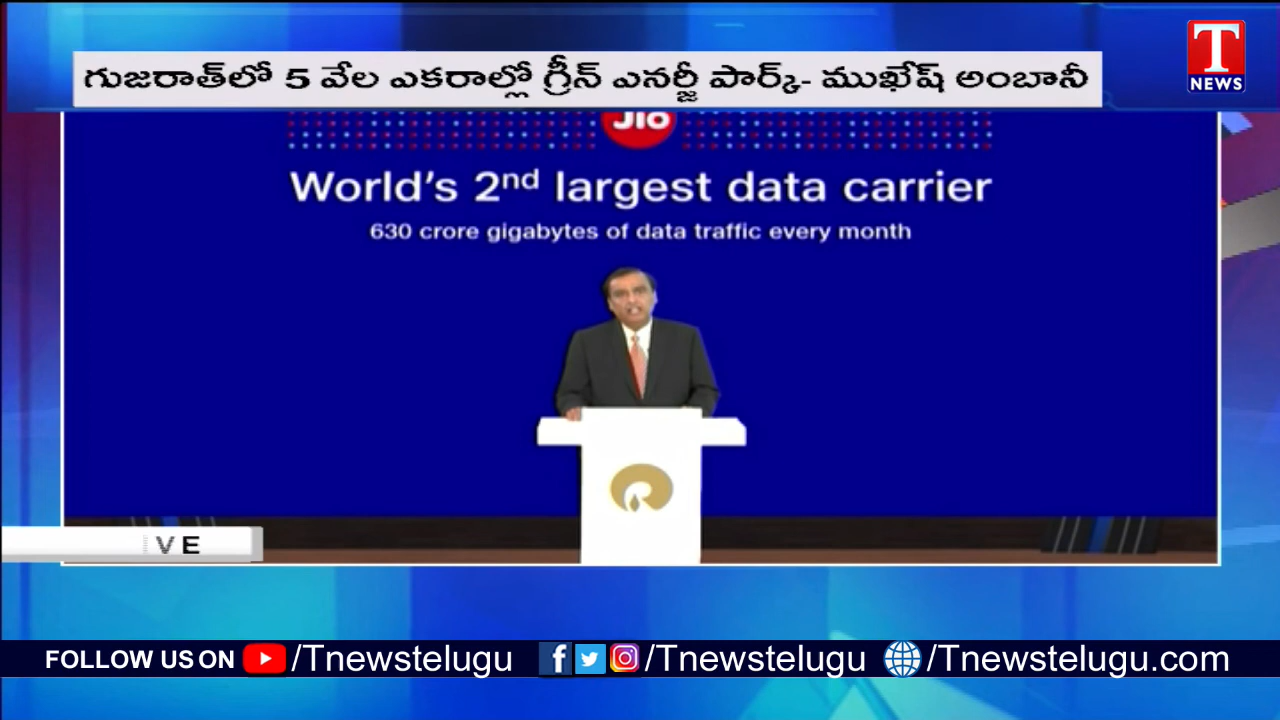 గుజరాత్‌లో 5 వేల ఎకరాల్లో గ్రీన్ ఎనర్జీ పార్క్- ముఖేష్ అంబానీ
T
NEWS
Jio
World's 2nd largest data carrier
630 crore gigabytes of data traffic every month
VE
FOLLOW US ON /Tnewstelugu /Tnewstelugu /Tnewstelugu.com